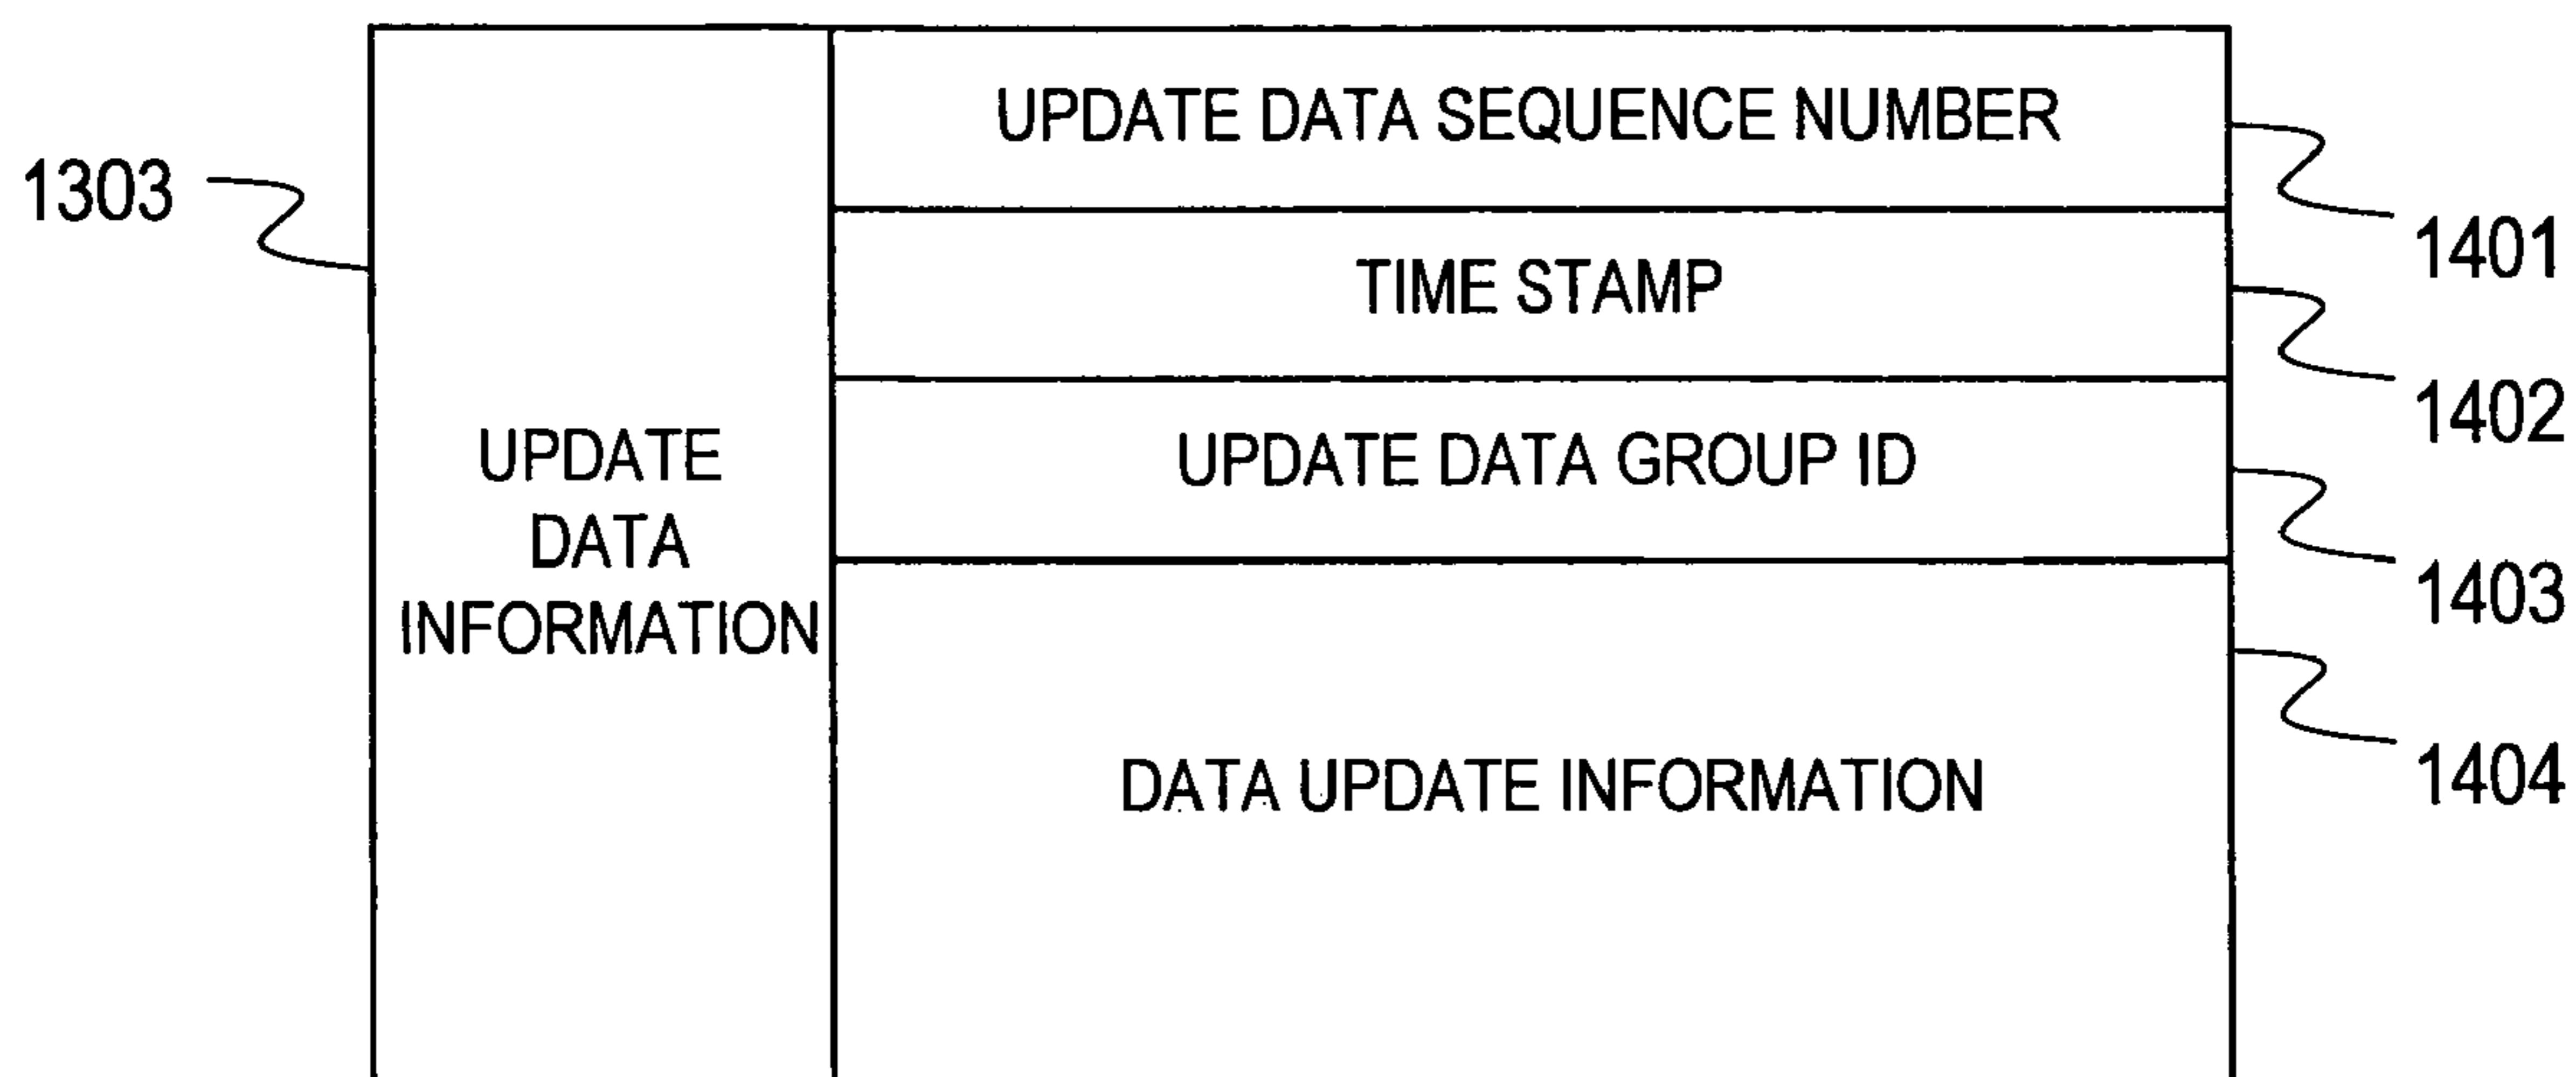 UPDATE DATA SEQUENCE NUMBER
1303
1401
TIME STAMP
1402
UPDATE
DATA
INFORMATION
UPDATE DATA GROUP ID
1403
DATA UPDATE INFORMATION
1404